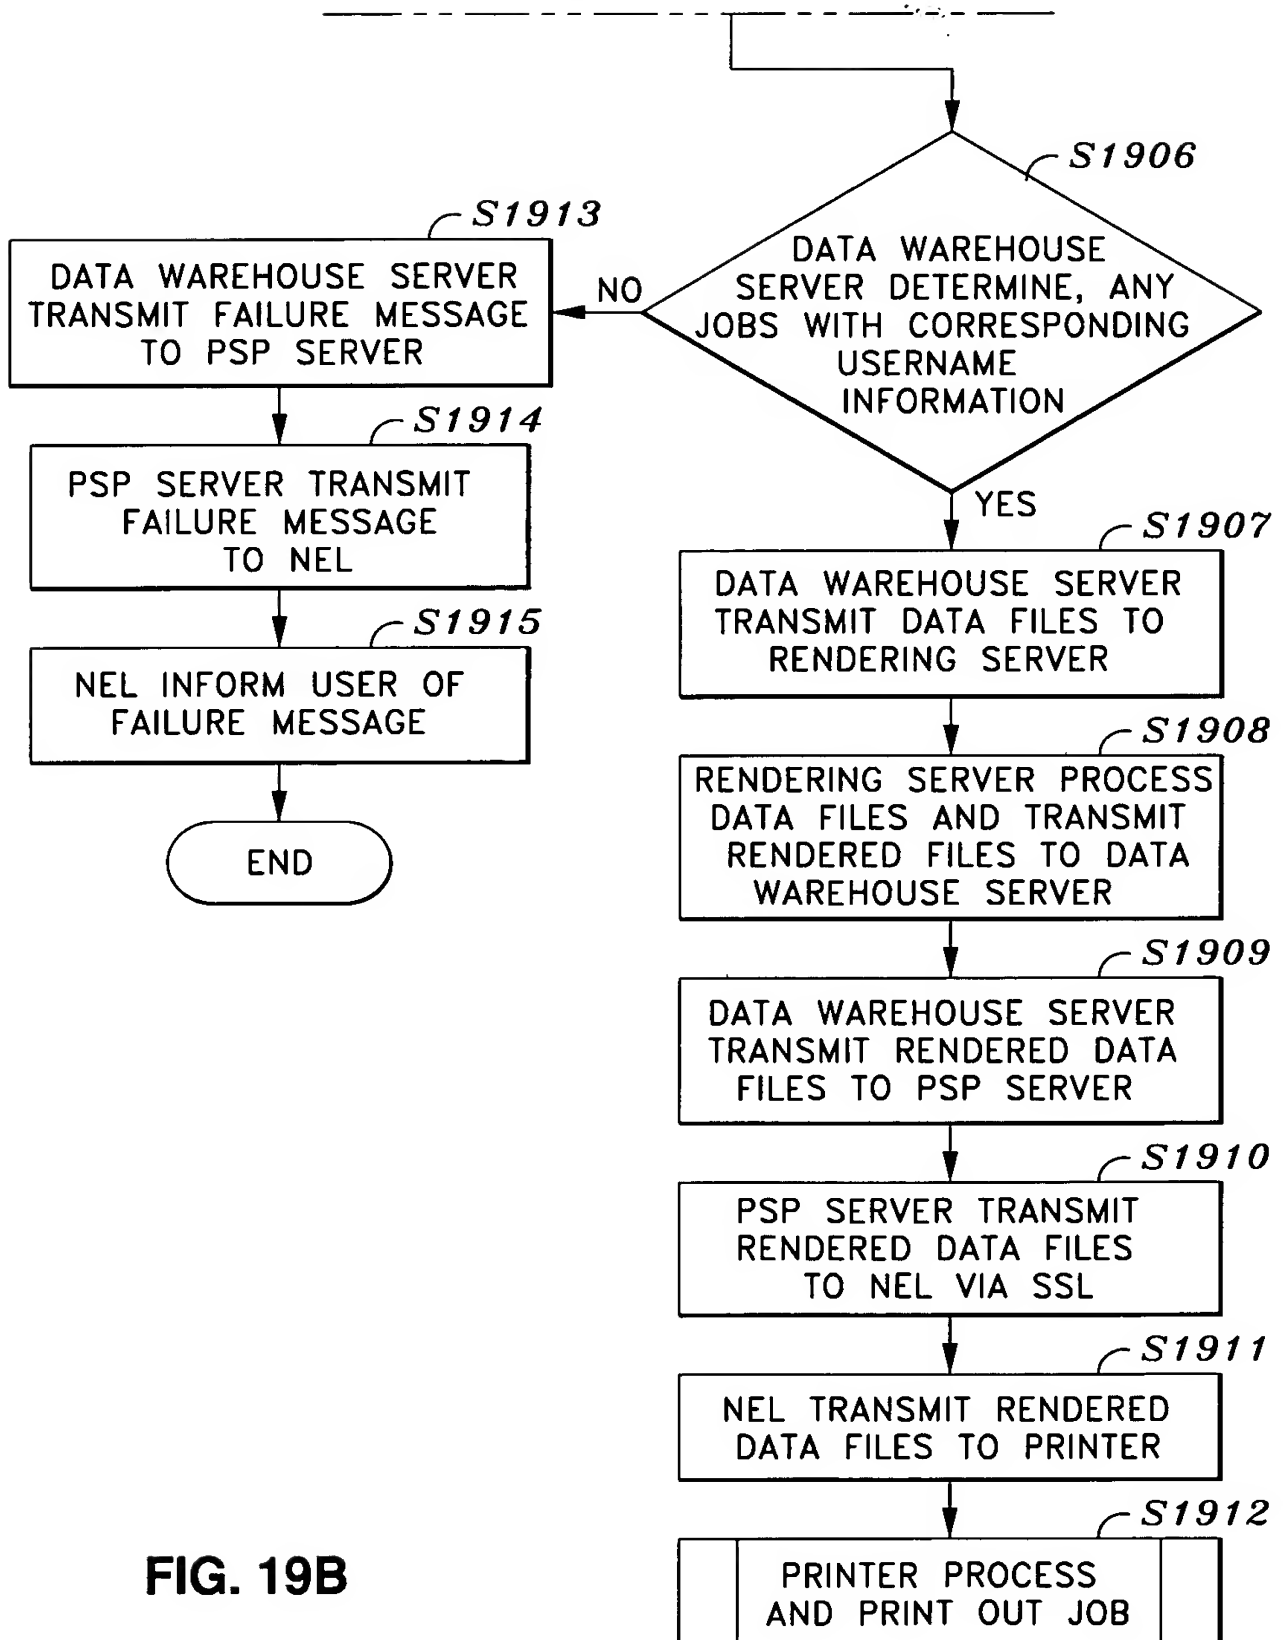 S1906
DATA WAREHOUSE
SERVER DETERMINE, ANY
JOBS WITH CORRESPONDING
USERNAME
INFORMATION
NO
S1913
DATA WAREHOUSE SERVER
TRANSMIT FAILURE MESSAGE
TO PSP SERVER
S1914
PSP SERVER TRANSMIT
FAILURE MESSAGE
TO NEL
S1915
NEL INFORM USER OF
FAILURE MESSAGE
END
YES
S1907
DATA WAREHOUSE SERVER
TRANSMIT DATA FILES TO
RENDERING SERVER
S1908
RENDERING SERVER PROCESS
DATA FILES AND TRANSMIT
RENDERED FILES TO DATA
WAREHOUSE SERVER
S1909
DATA WAREHOUSE SERVER
TRANSMIT RENDERED DATA
FILES TO PSP SERVER
S1910
PSP SERVER TRANSMIT
RENDERED DATA FILES
TO NEL VIA SSL
S1911
NEL TRANSMIT RENDERED
DATA FILES TO PRINTER
S1912
PRINTER PROCESS
AND PRINT OUT JOB
FIG. 19B